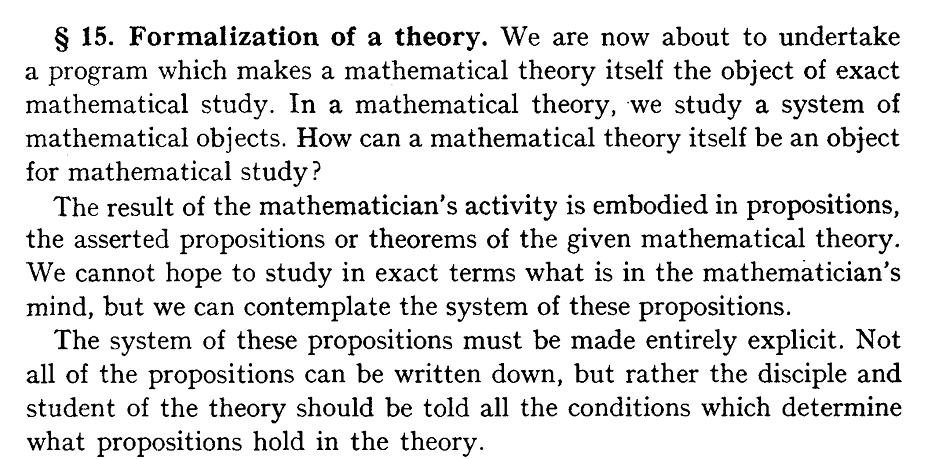 § 15. Formalization of a theory. We are now about to undertake
a program which makes a mathematical theory itself the object of exact
mathematical study. In a mathematical theory, we study a system of
mathematical objects. How can a mathematical theory itself be an object
for mathematical study?
The result of the mathematician's activity is embodied in propositions,
the asserted propositions or theorems of the given mathematical theory.
We cannot hope to study in exact terms what is in the mathematician's
mind, but we can contemplate the system of these propositions.
The system of these propositions must be made entirely explicit. Not
all of the propositions can be written down, but rather the disciple and
student of the theory should be told all the conditions which determine
what propositions hold in the theory.